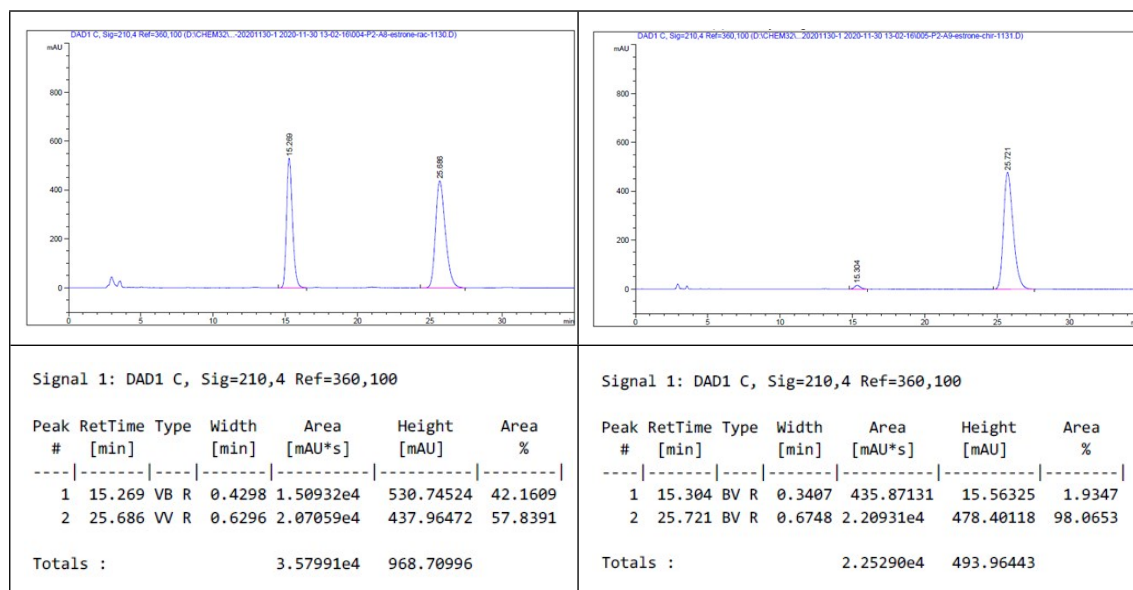 DAD1 C, Sig=210,4 Ref=360,100 (D:\CHEM32\...-20201130-1 2020-11-30 13-02-16\004-P2-A8-estrone-rac-1130.D)
mAU
800
600
400
200
0
15.269
25.686
0 5 10 15 20 25 30 min
DAD1 C, Sig=210,4 Ref=360,100 (D:\CHEM32\...20201130-1 2020-11-30 13-02-16\005-P2-A9-estrone-chir-1131.D)
mAU
800
600
400
200
0
15.304
25.721
0 5 10 15 20 25 30
Signal 1: DAD1 C, Sig=210,4 Ref=360,100
Peak RetTime Type Width Area Height Area
# [min] [min] [mAU*s] [mAU] %
----|-------|----|-------|----------|----------|---------|
1 15.269 VB R 0.4298 1.50932e4 530.74524 42.1609
2 25.686 VV R 0.6296 2.07059e4 437.96472 57.8391
Totals : 3.57991e4 968.70996
Signal 1: DAD1 C, Sig=210,4 Ref=360,100
Peak RetTime Type Width Area Height Area
# [min] [min] [mAU*s] [mAU] %
----|-------|----|-------|----------|----------|--------|
1 15.304 BV R 0.3407 435.87131 15.56325 1.9347
2 25.721 BV R 0.6748 2.20931e4 478.40118 98.0653
Totals : 2.25290e4 493.96443